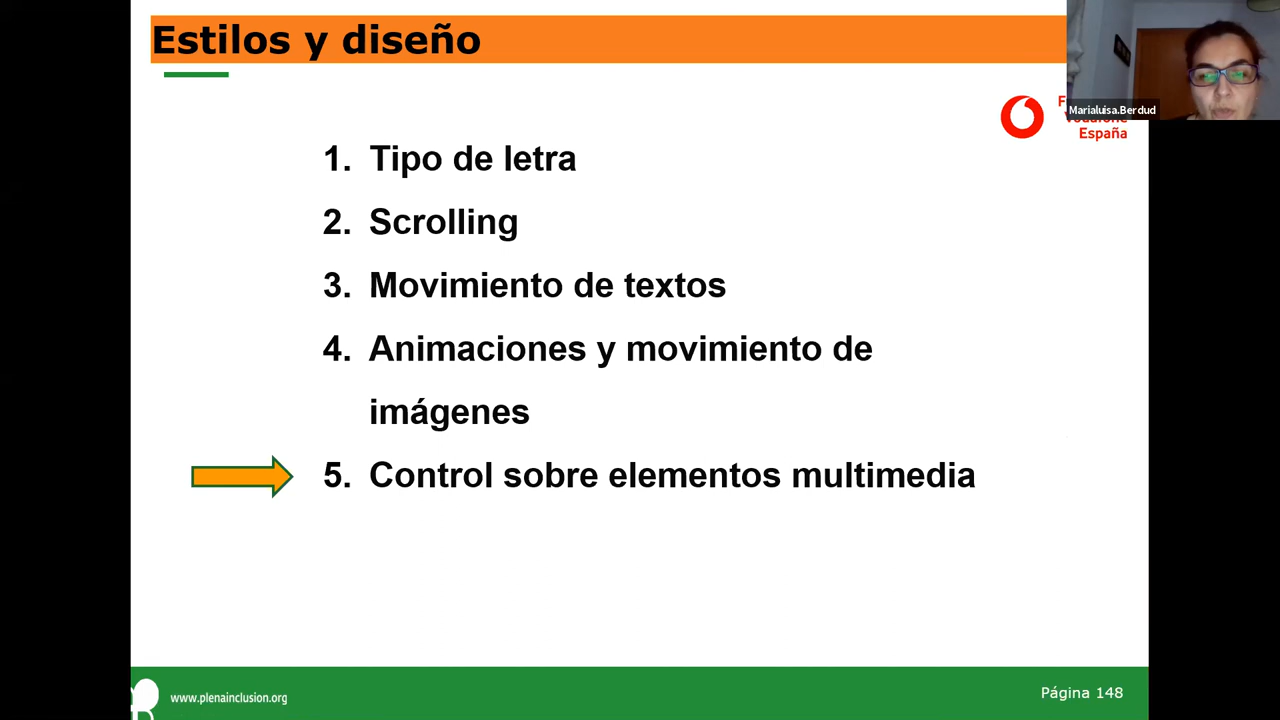 Estilos y diseño
Marialuisa.Berdud
España
1. Tipo de letra
2. Scrolling
3. Movimiento de textos
4. Animaciones y movimiento de
imágenes
5. Control sobre elementos multimedia
www.plenainclusion.org
Página 148